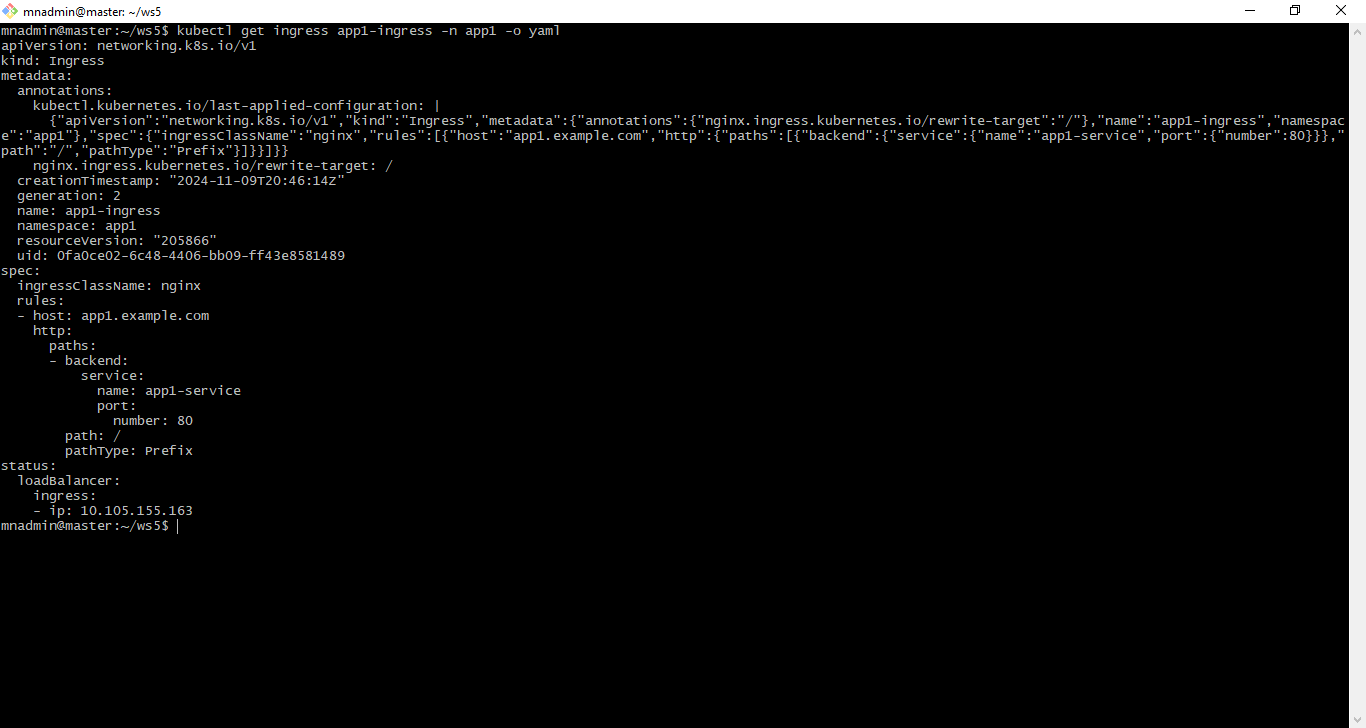 mnadmin@master: ~/ws5
mnadmin@master:~/ws5$ kubectl get ingress app1-ingress -n app1 -o yaml
apiVersion: networking.k8s.io/v1
kind: Ingress
metadata:
  annotations:
    kubectl.kubernetes.io/last-applied-configuration: |
      {"apiVersion":"networking.k8s.io/v1","kind":"Ingress","metadata":{"annotations":{"nginx.ingress.kubernetes.io/rewrite-target":"/"},"name":"app1-ingress","namespac
e":"app1"},"spec":{"ingressClassName":"nginx","rules":[{"host":"app1.example.com","http":{"paths":[{"backend":{"service":{"name":"app1-service","port":{"number":80}}},"
path":"/","pathType":"Prefix"}]}}]}}
    nginx.ingress.kubernetes.io/rewrite-target: /
  creationTimestamp: "2024-11-09T20:46:14Z"
  generation: 2
  name: app1-ingress
  namespace: app1
  resourceVersion: "205866"
  uid: 0fa0ce02-6c48-4406-bb09-ff43e8581489
spec:
  ingressClassName: nginx
  rules:
  - host: app1.example.com
    http:
      paths:
      - backend:
          service:
            name: app1-service
            port:
              number: 80
        path: /
        pathType: Prefix
status:
  loadBalancer:
    ingress:
    - ip: 10.105.155.163
mnadmin@master:~/ws5$